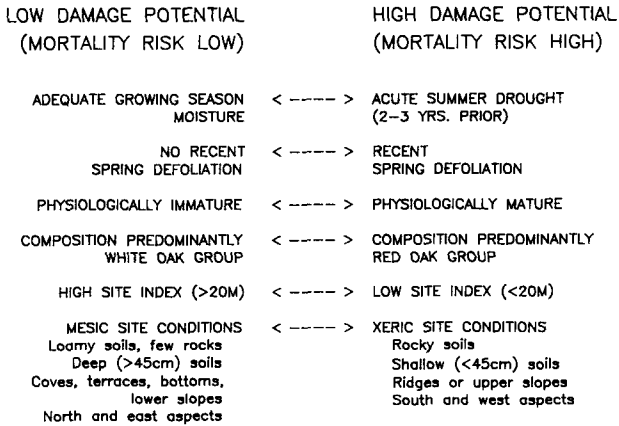 LOW DAMAGE POTENTIAL
(MORTALITY RISK LOW)
HIGH DAMAGE POTENTIAL
(MORTALITY RISK HIGH)
ADEQUATE GROWING SEASON < ---- > ACUTE SUMMER DROUGHT
MOISTURE (2-3 YRS. PRIOR)
NO RECENT < ---- > RECENT
SPRING DEFOLIATION SPRING DEFOLIATION
PHYSIOLOGICALLY IMMATURE < ---- > PHYSIOLOGICALLY MATURE
COMPOSITION PREDOMINANTLY < ---- > COMPOSITION PREDOMINANTLY
WHITE OAK GROUP RED OAK GROUP
HIGH SITE INDEX (>20M) < ---- > LOW SITE INDEX (<20M)
MESIC SITE CONDITIONS < ---- > XERIC SITE CONDITIONS
Loamy soils, few rocks Rocky soils
Deep (>45cm) soils Shallow (<45cm) soils
Coves, terraces, bottoms, Ridges or upper slopes
lower slopes South and west aspects
North and east aspects